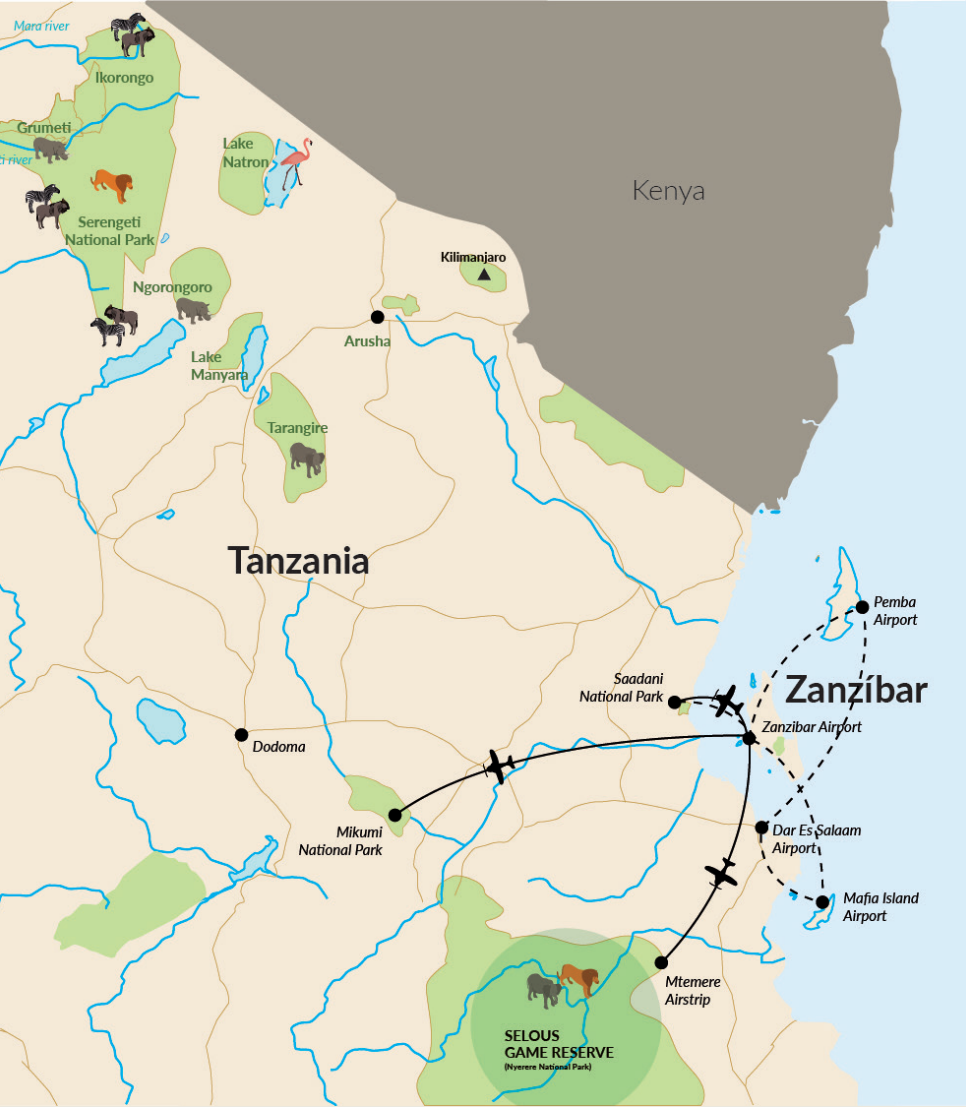 Mara river
Ikorongo
Grumeti
ti river
Serengeti
National Park
Lake
Natron
Kenya
Kilimanjaro
Ngorongoro
Arusha
Lake
Manyara
Tarangire
Tanzania
Pemba
Airport
Saadani
National Park
Zanzíbar
Zanzibar Airport
Dodoma
Mikumi
National Park
Dar Es Salaam
Airport
Mafia Island
Airport
Mtemere
Airstrip
SELOUS
GAME RESERVE
(Nyerere National Park)